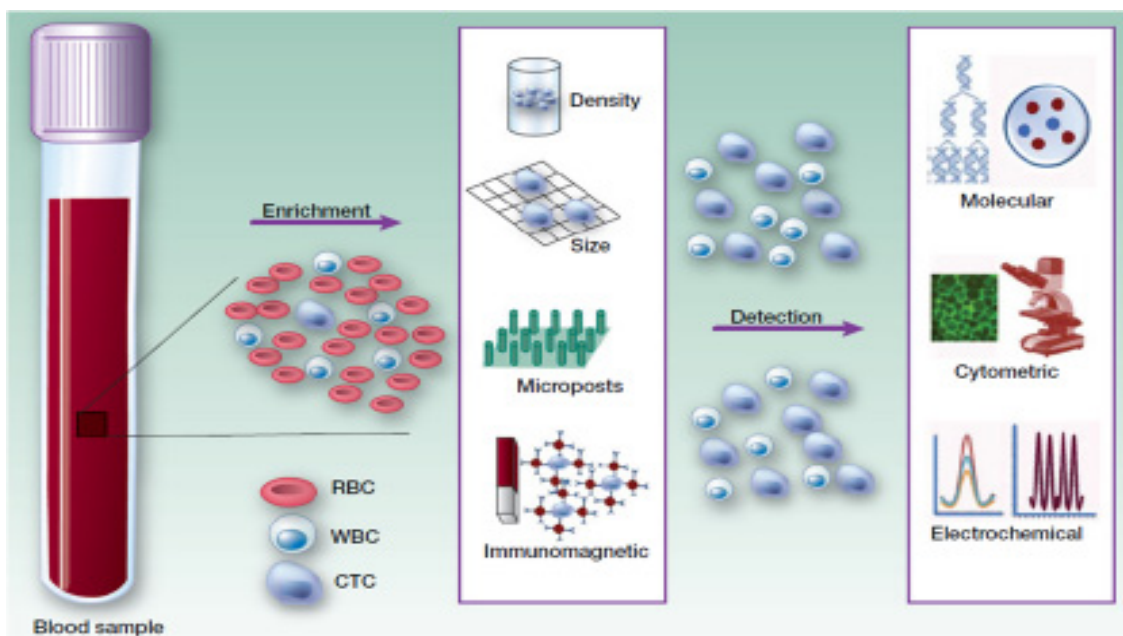 Blood sample
Enrichment
RBC
WBC
CTC
Density
Size
Microposts
Immunomagnetic
Detection
Molecular
Cytometric
Electrochemical